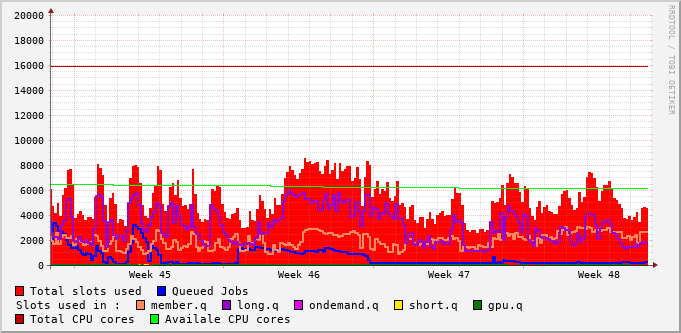 20000
18000
16000
14000
12000
10000
8000
6000
4000
2000
0
Week 45 Week 46 Week 47 Week 48
RRDTOOL / TOBI OETIKER
Total slots used Queued Jobs
Slots used in : member.q long.q ondemand.q short.q gpu.q
Total CPU cores Availale CPU cores